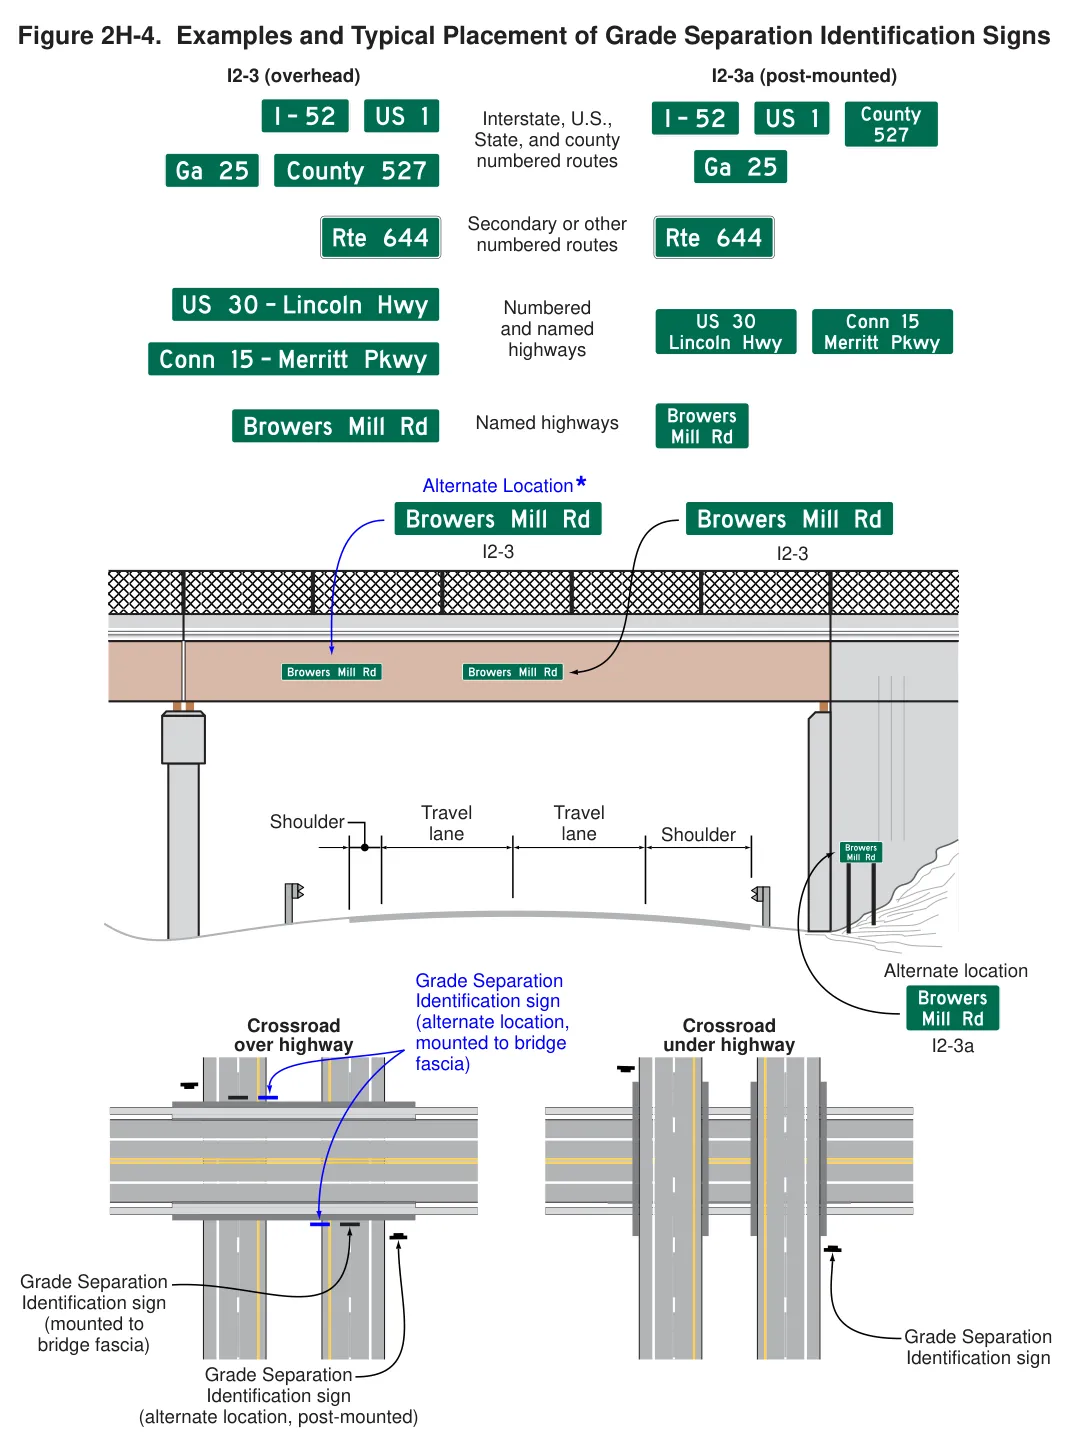 Figure 2H-4. Examples and Typical Placement of Grade Separation Identification Signs
I2-3 (overhead)
I2-3a (post-mounted)
I-52
US 1
Interstate, U.S.,
State, and county
numbered routes
I-52
US 1
County
527
Ga 25
County 527
Ga 25
Rte 644
Secondary or other
numbered routes
Rte 644
US 30-Lincoln Hwy
Numbered
and named
highways
US 30
Lincoln Hwy
Conn 15
Merritt Pkwy
Conn 15-Merritt Pkwy
Browers Mill Rd
Named highways
Browers
Mill Rd
Alternate Location*
Browers Mill Rd
I2-3
Browers Mill Rd
I2-3
Browers Mill Rd
Browers Mill Rd
Shoulder
Travel
lane
Travel
lane
Shoulder
Browers
Mill Rd
Alternate location
Browers
Mill Rd
I2-3a
Grade Separation
Identification sign
(alternate location,
mounted to bridge
fascia)
Crossroad
over highway
Crossroad
under highway
Grade Separation
Identification sign
(mounted to
bridge fascia)
Grade Separation
Identification sign
(alternate location, post-mounted)
Grade Separation
Identification sign